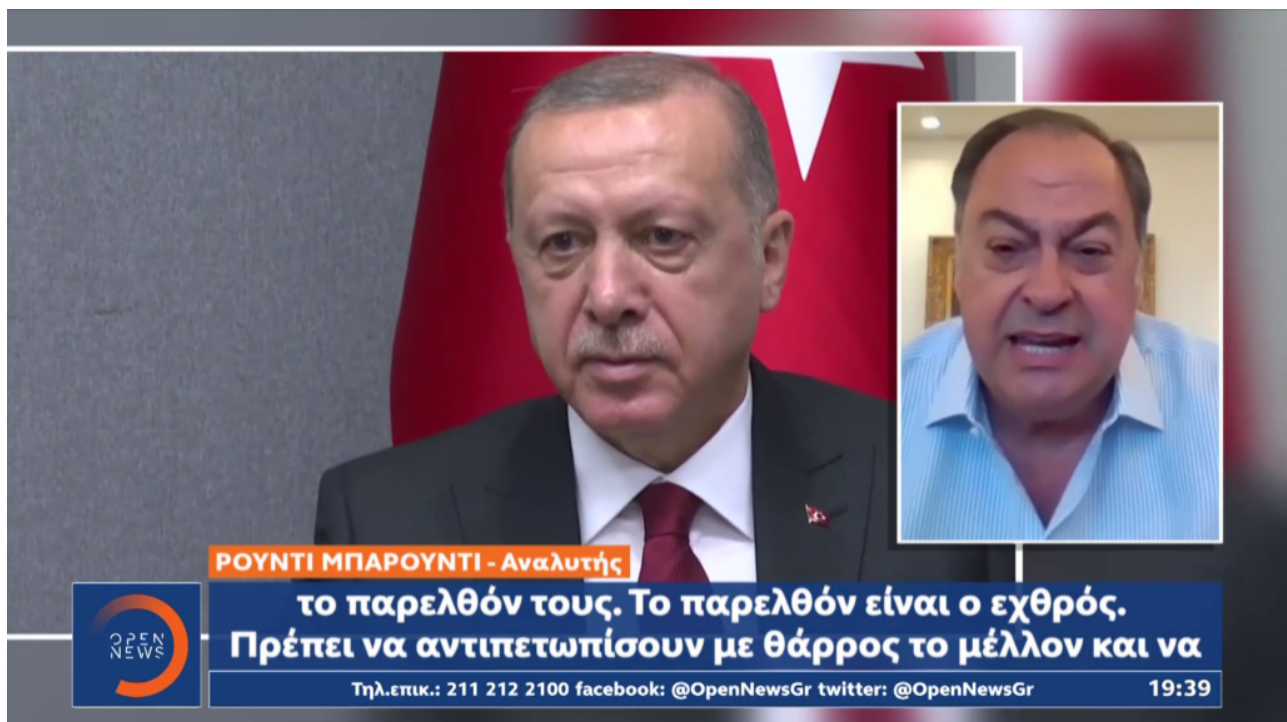 ΡΟΥΝΤΙ ΜΠΑΡΟΥΝΤΙ - Αναλυτής
το παρελθόν τους. Το παρελθόν είναι ο εχθρός.
Πρέπει να αντιπετωπίσουν με θάρρος το μέλλον και να
OPEN
NEWS
Τηλ.επικ.: 211 212 2100 facebook: @OpenNewsGr twitter: @OpenNewsGr 19:39